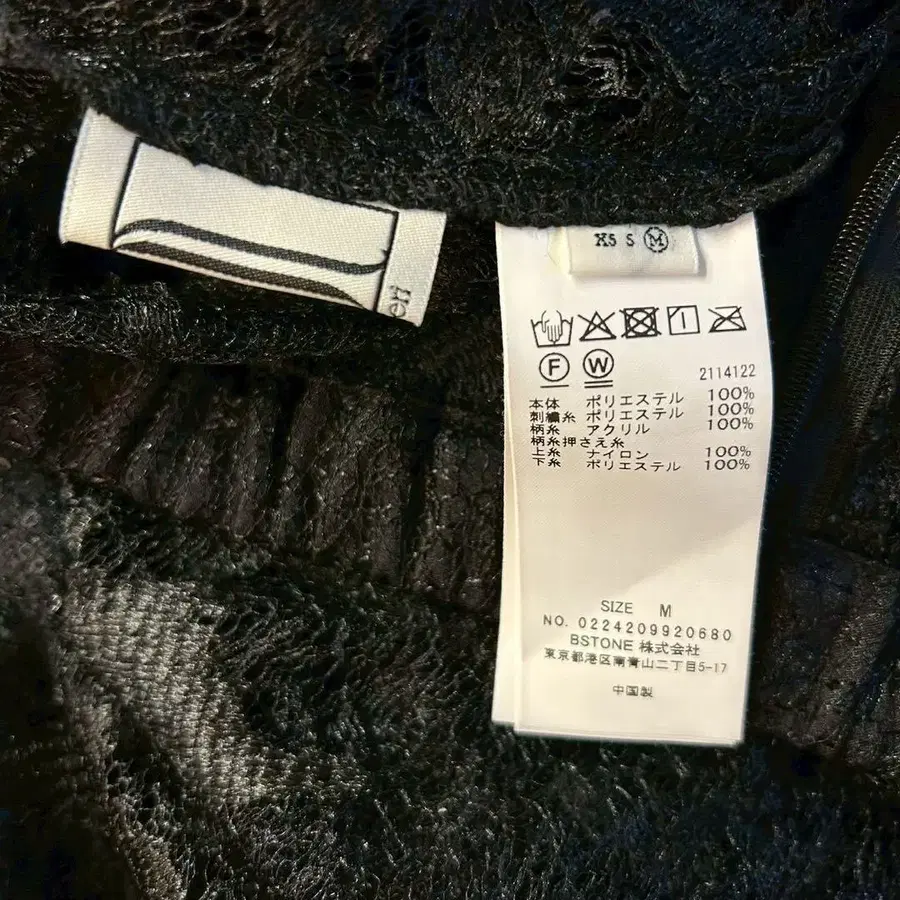 eri
XS S M
F W
2114122
本体 ポリエステル 100%
刺繍糸 ポリエステル 100%
柄糸 アクリル 100%
柄糸押さえ糸
上糸 ナイロン 100%
下糸 ポリエステル 100%
SIZE M
NO. 0224209920680
BSTONE 株式会社
東京都港区南青山二丁目5-17
中国製